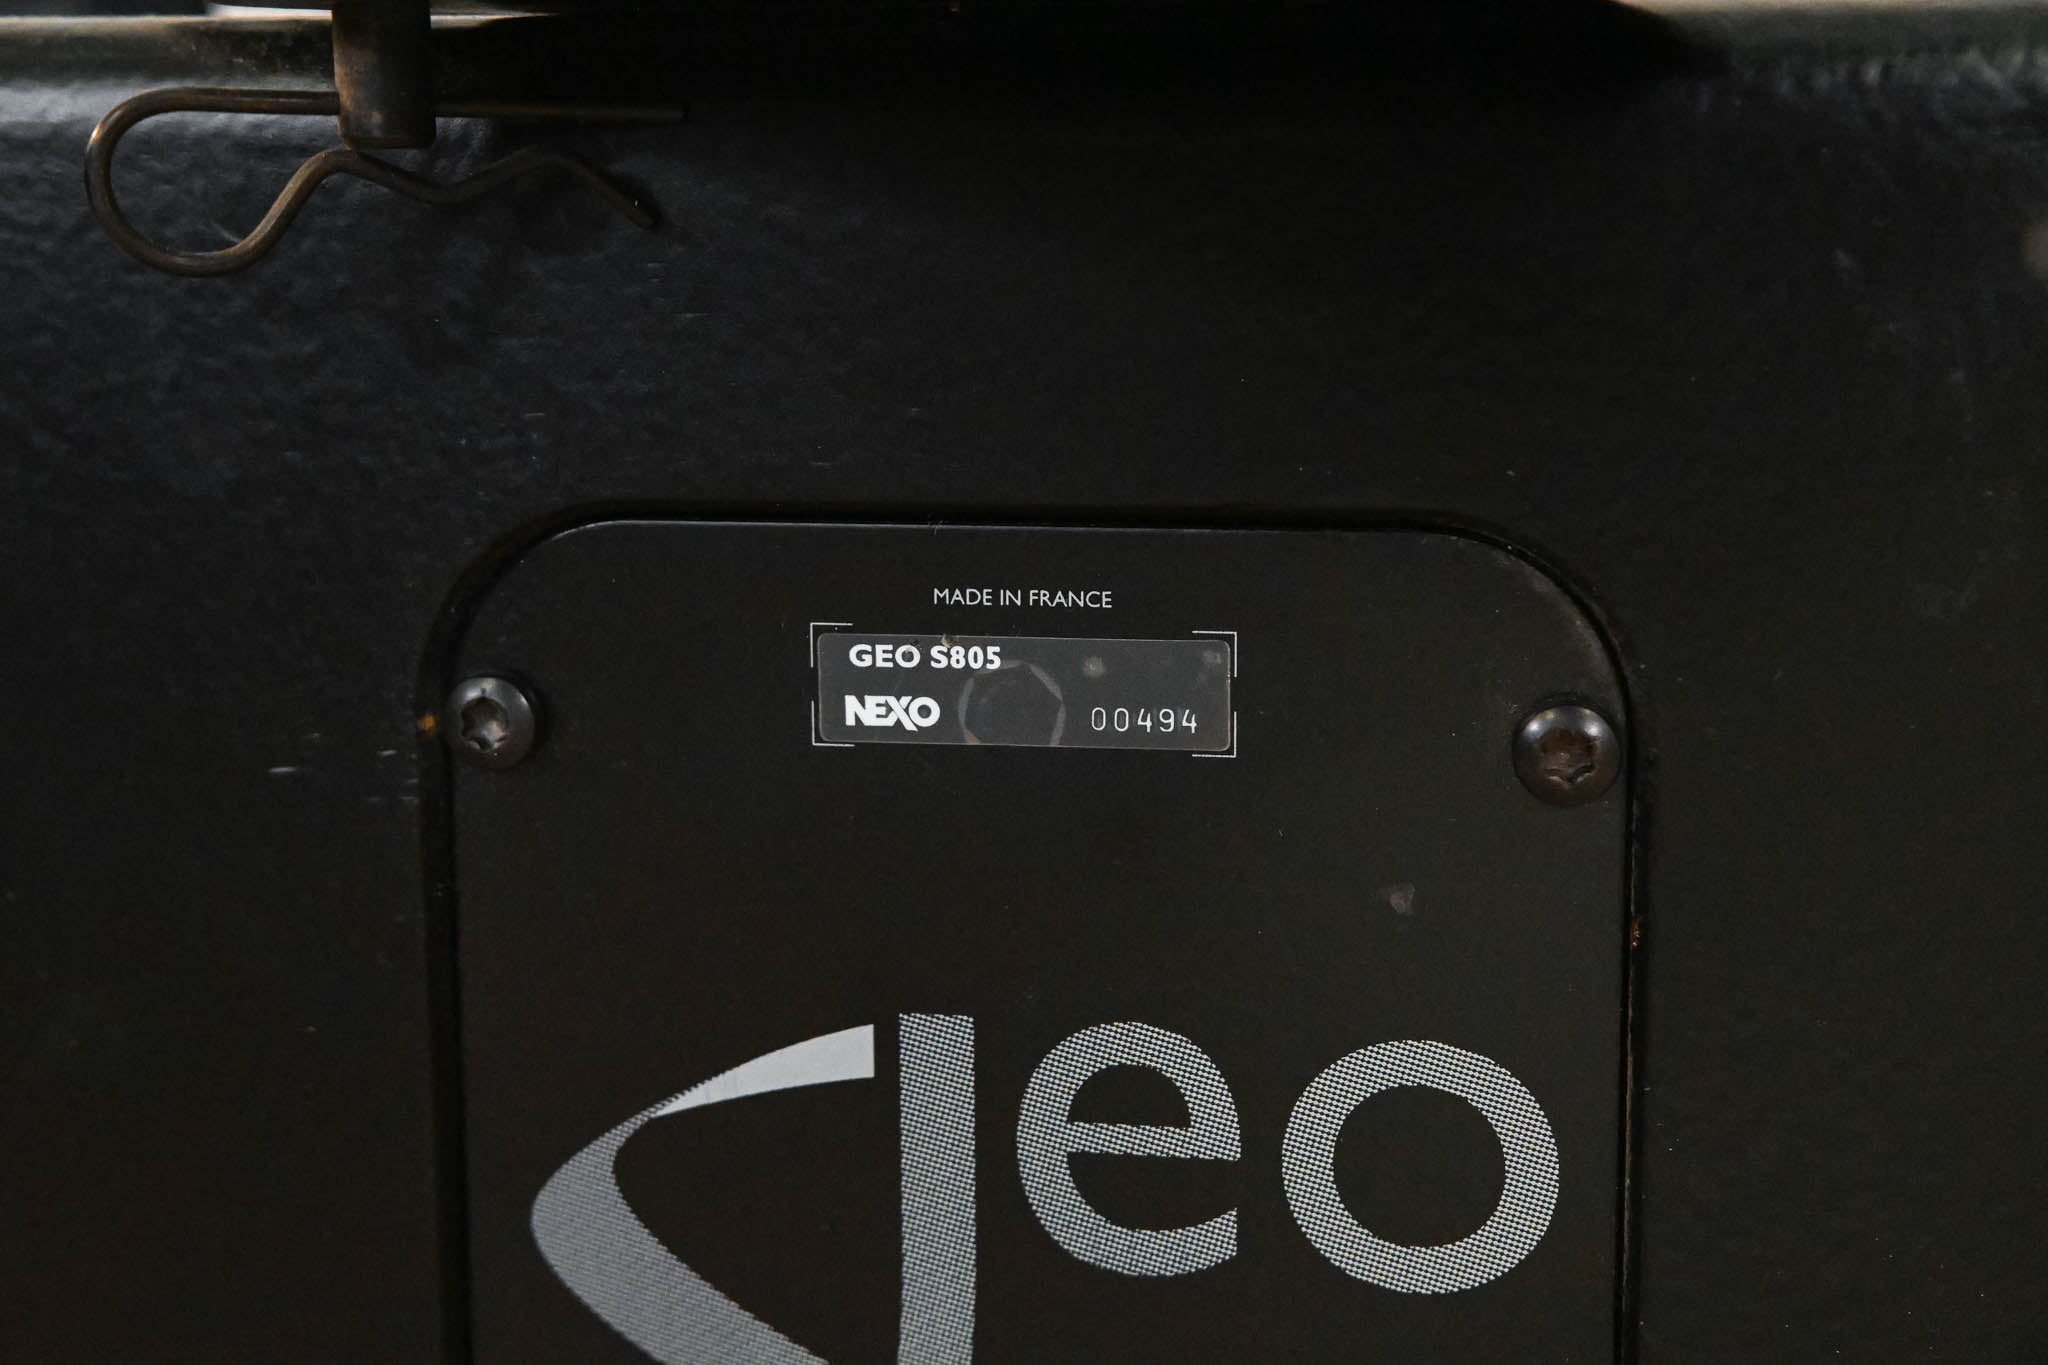 MADE IN FRANCE
GEO S805
NEXO 00494
Geo